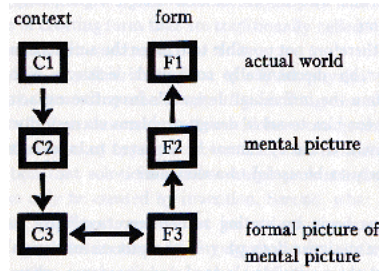 context form
C1 F1 actual world
C2 F2 mental picture
C3 F3 formal picture of
mental picture